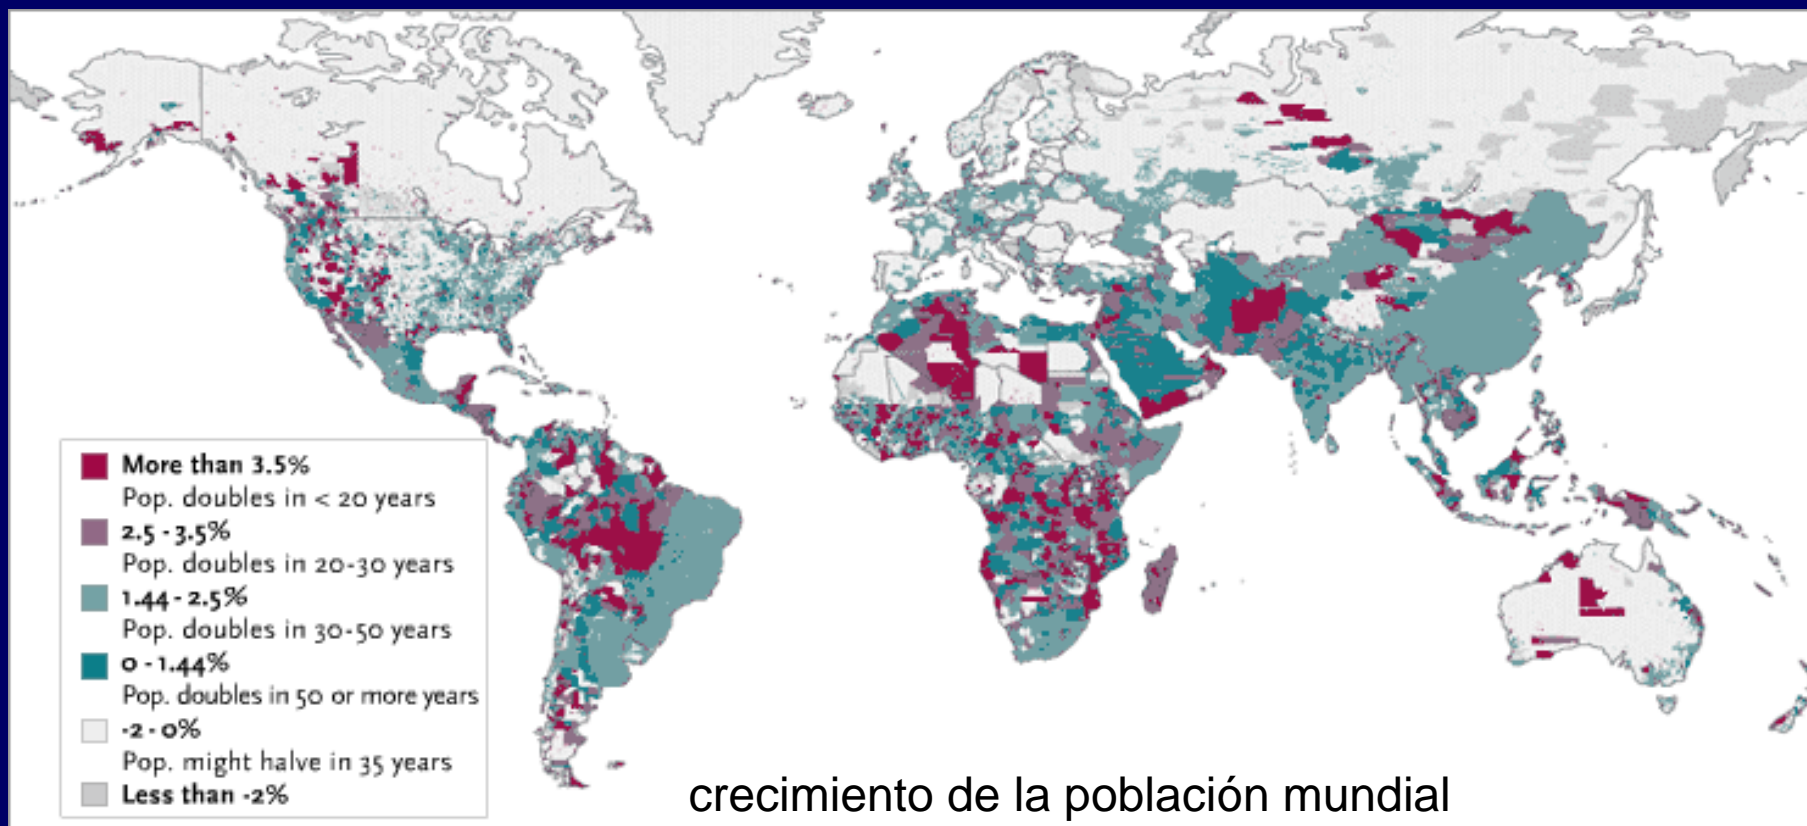 More than 3.5%
Pop. doubles in < 20 years
2.5 - 3.5%
Pop. doubles in 20-30 years
1.44 - 2.5%
Pop. doubles in 30-50 years
0 - 1.44%
Pop. doubles in 50 or more years
-2 - 0%
Pop. might halve in 35 years
Less than -2%
crecimiento de la población mundial